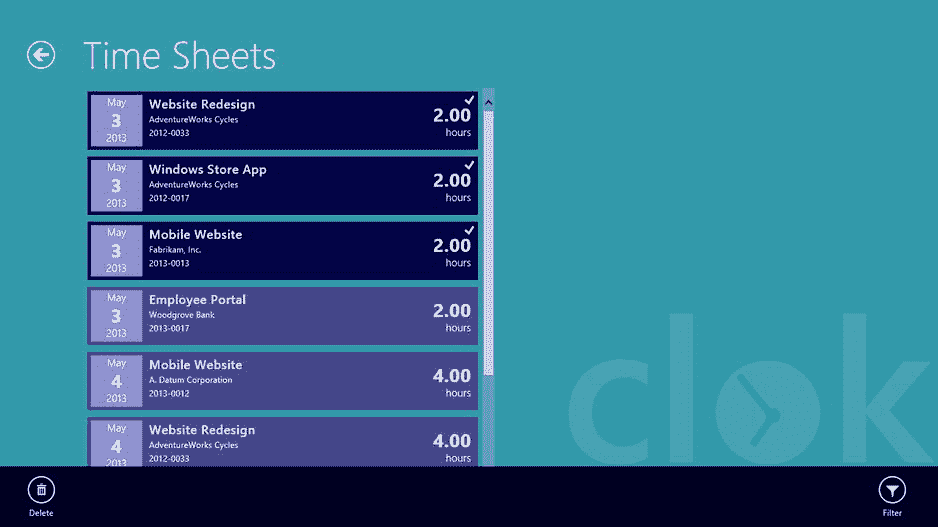 Time Sheets
May
3
2013
Website Redesign
AdventureWorks Cycles
2012-0033
2.00
hours
May
3
2013
Windows Store App
AdventureWorks Cycles
2012-0017
2.00
hours
May
3
2013
Mobile Website
Fabrikam, Inc.
2013-0013
2.00
hours
May
3
2013
Employee Portal
Woodgrove Bank
2013-0017
2.00
hours
May
4
2013
Mobile Website
A. Datum Corporation
2013-0012
4.00
hours
May
4
2013
Website Redesign
AdventureWorks Cycles
2012-0033
4.00
hours
clok
Delete
Filter